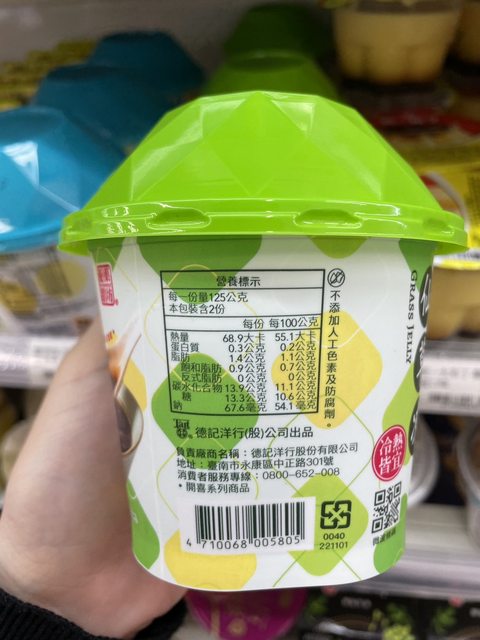 營養標示
每一份量125公克
本包裝含2份
每份 每100公克
熱量 68.9大卡 55.1大卡
蛋白質 0.3公克 0.2公克
脂肪 1.4公克 1.1公克
飽和脂肪 0.9公克 0.7公克
反式脂肪 0公克 0公克
碳水化合物 13.9公克 11.1公克
糖 13.3公克 10.6公克
鈉 67.6毫克 54.1毫克
不添加人工色素及防腐劑。
GRASS JELLY
Tait
德記洋行(股)公司出品
負責廠商名稱：德記洋行股份有限公司
地址：臺南市永康區中正路301號
消費者服務專線：0800-652-008
•開喜系列商品
冷熱皆宜
4 710068 005805
0040
221101